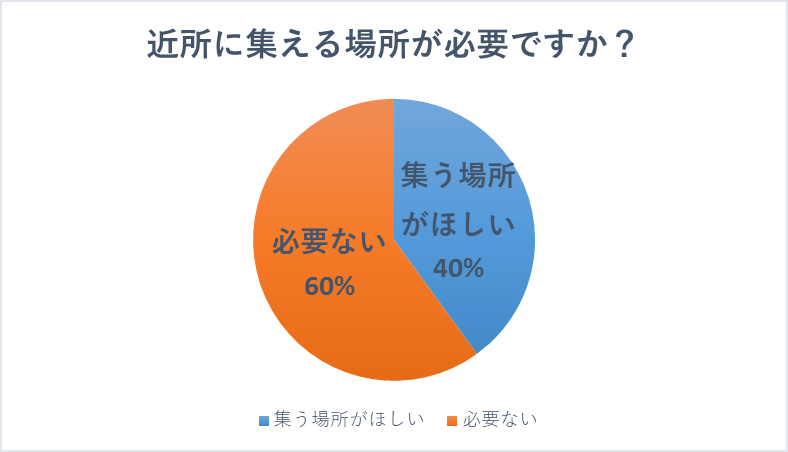 近所に集える場所が必要ですか？
集う場所
がほしい
40%
必要ない
60%
集う場所がほしい
必要ない